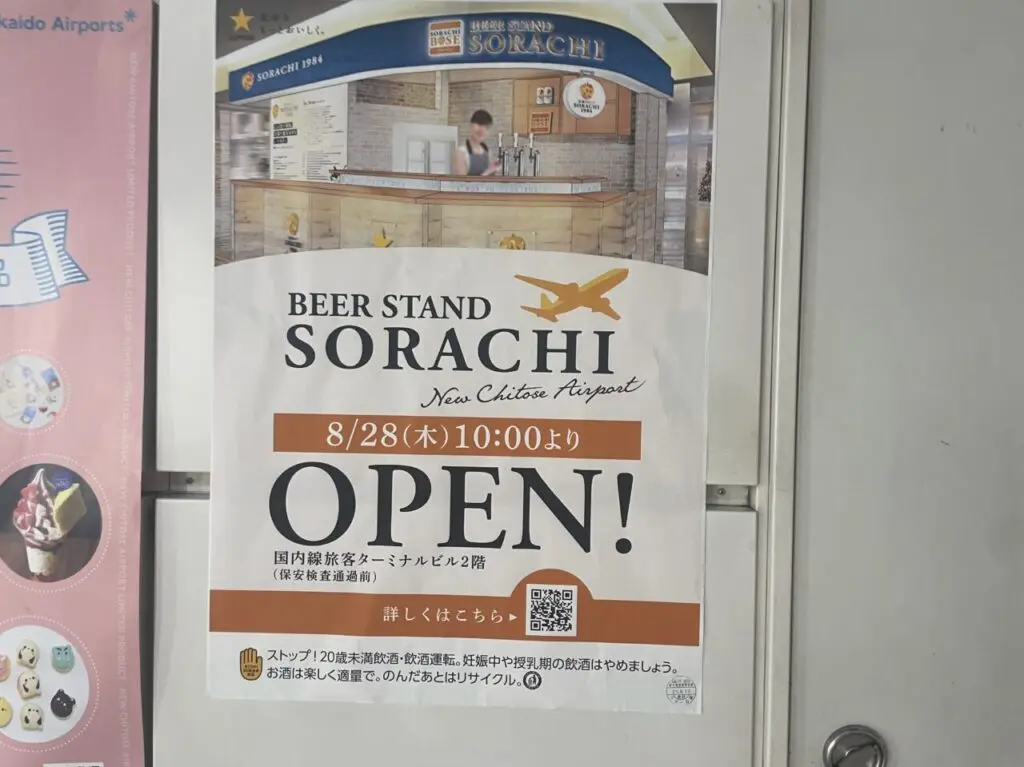 kaido Airports*
もっとおいしく。
SORACHI 1984
SORACHI
BEER STAND
SORACHI
SORACHI
1984
BEER STAND
SORACHI
New Chitose Airport
8/28(木)10:00より
OPEN!
国内線旅客ターミナルビル2階
(保安検査通過前)
詳しくはこちら▶
ストップ!20歳未満飲酒・飲酒運転。妊娠中や授乳期の飲酒はやめましょう。
お酒は楽しく適量で。のんだあとはリサイクル。